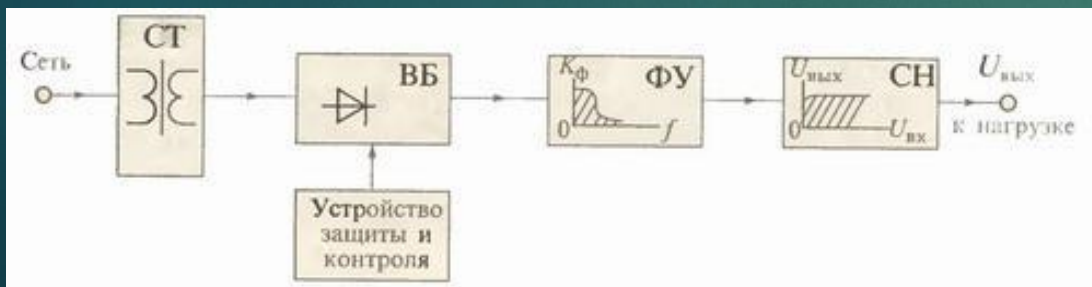 Сеть
СТ
ВБ
Устройство
защиты и
контроля
Kф
ФУ
0
f
Uвых
СН
0
Uвх
Uвых
к нагрузке